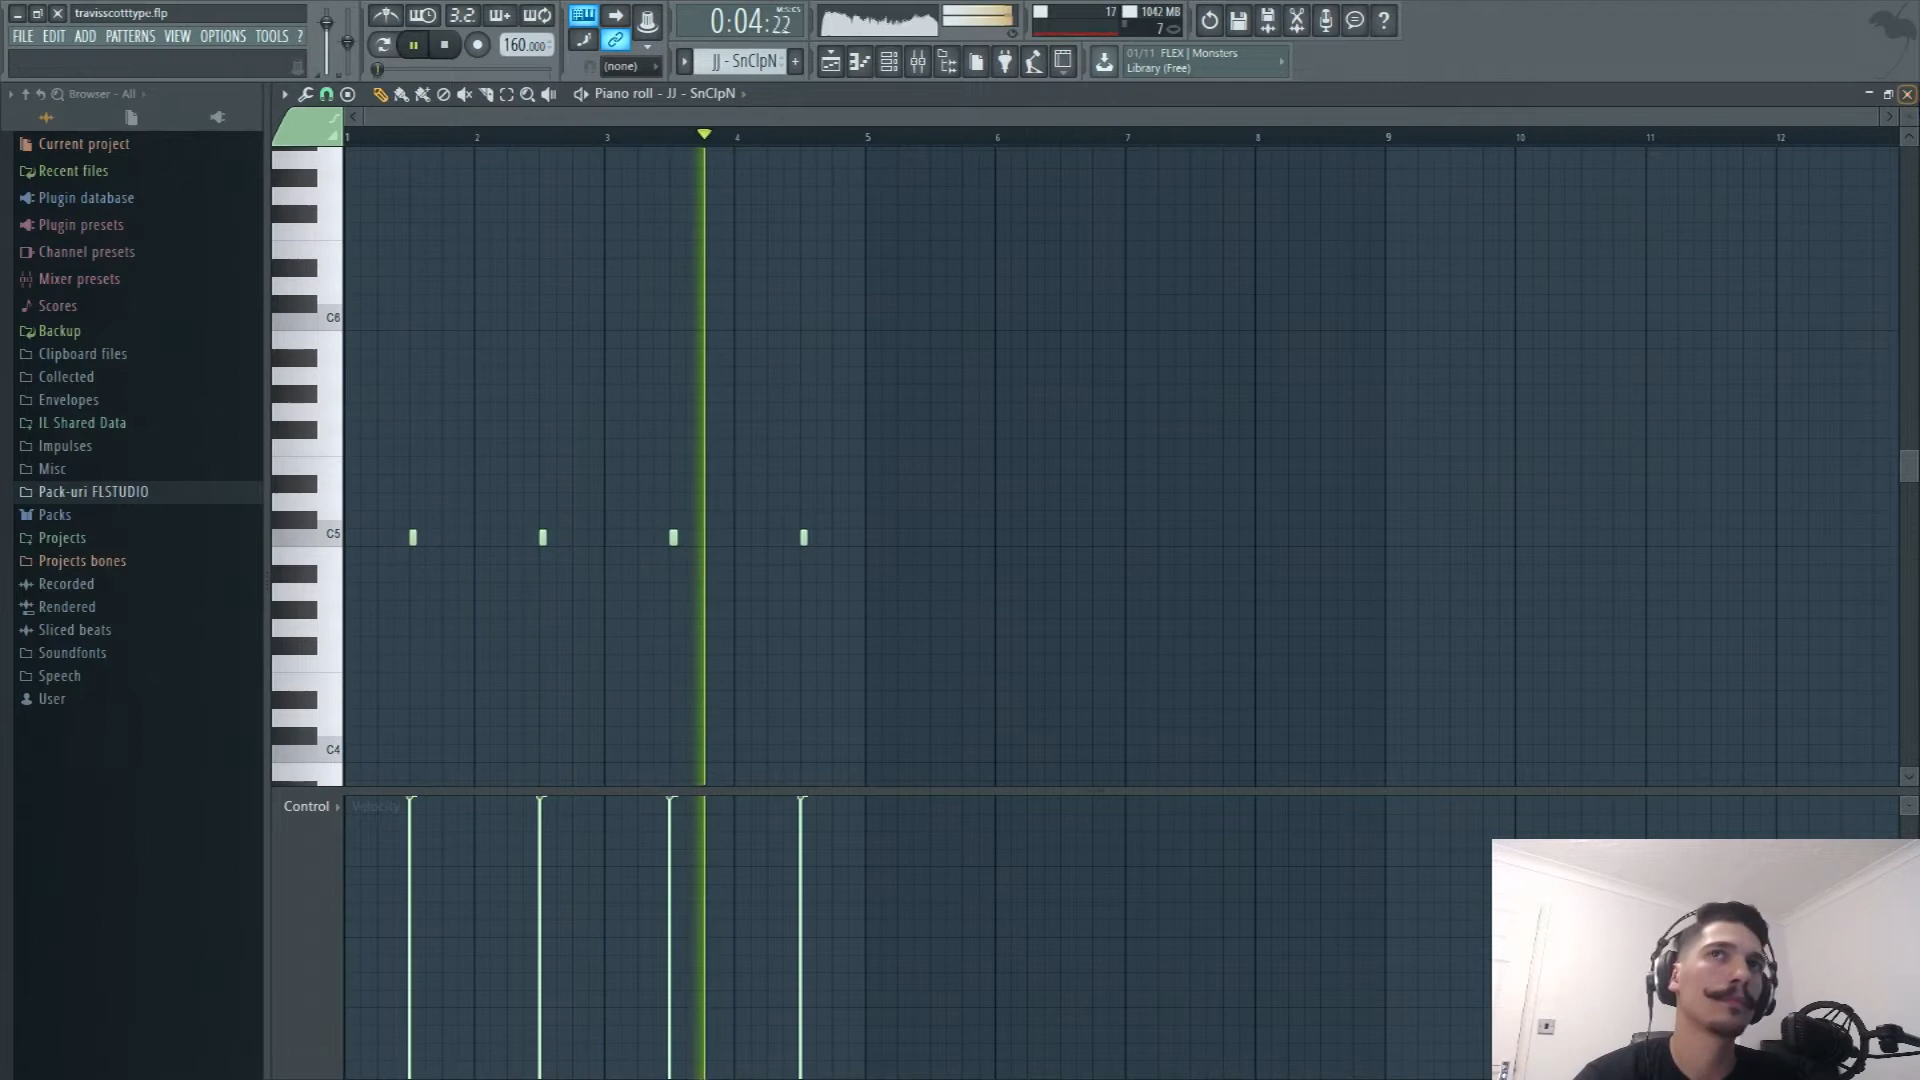 travisscotttype.flp
FILE EDIT ADD PATTERNS VIEW OPTIONS TOOLS ?
3.2.
160.000
0:04:22
M:S:CS
(none)
JJ - SnClpN
17
1042 MB
7
01/11 FLEX | Monsters
Library (Free)
Browser - All
Piano roll - JJ - SnClpN
1 2 3 4 5 6 7 8 9 10 11 12
Current project
Recent files
Plugin database
Plugin presets
Channel presets
Mixer presets
Scores
Backup
Clipboard files
Collected
Envelopes
IL Shared Data
Impulses
Misc
Pack-uri FLSTUDIO
Packs
Projects
Projects bones
Recorded
Rendered
Sliced beats
Soundfonts
Speech
User
C6
C5
C4
Control
Velocity